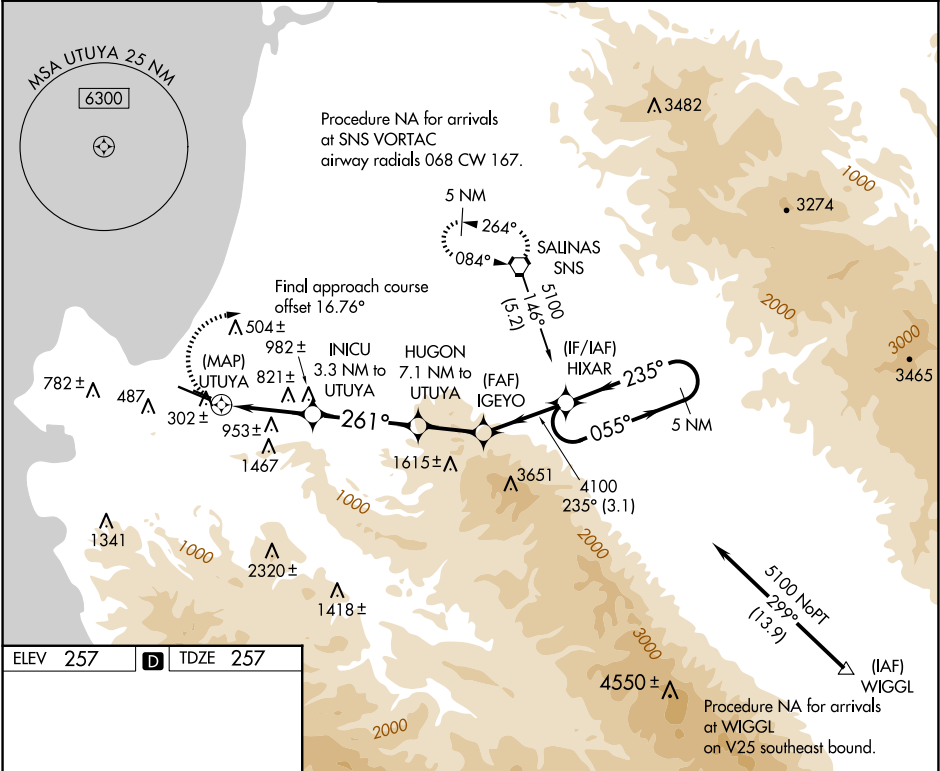 MSA UTUYA 25 NM
6300
Procedure NA for arrivals
at SNS VORTAC
airway radials 068 CW 167.
3482
1000
3274
5 NM
264°
084°
SALINAS
SNS
5100
146°
(5.2)
2000
3000
3465
Final approach course
offset 16.76°
504±
982±
(MAP)
UTUYA
821±
INICU
3.3 NM to
UTUYA
HUGON
7.1 NM to
UTUYA
(FAF)
IGEYO
(IF/IAF)
HIXAR
235°
055°
5 NM
782±
487
302±
953±
1467
261°
1615±
3651
4100
235° (3.1)
1000
2000
1341
1000
2320±
1418±
5100 NoPT
299°
(13.9)
3000
(IAF)
WIGGL
ELEV 257 D TDZE 257
4550±
2000
Procedure NA for arrivals
at WIGGL
on V25 southeast bound.